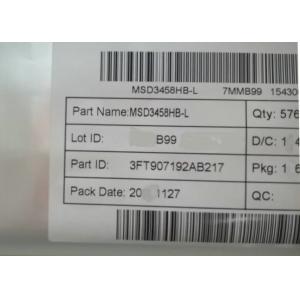 MSD3458HB-L 7MMB99 15430
Part Name:MSD3458HB-L Qty: 576
Lot ID: B99 D/C: 1 4
Part ID: 3FT907192AB217 Pkg: 1 6
Pack Date: 20 1127 QC: